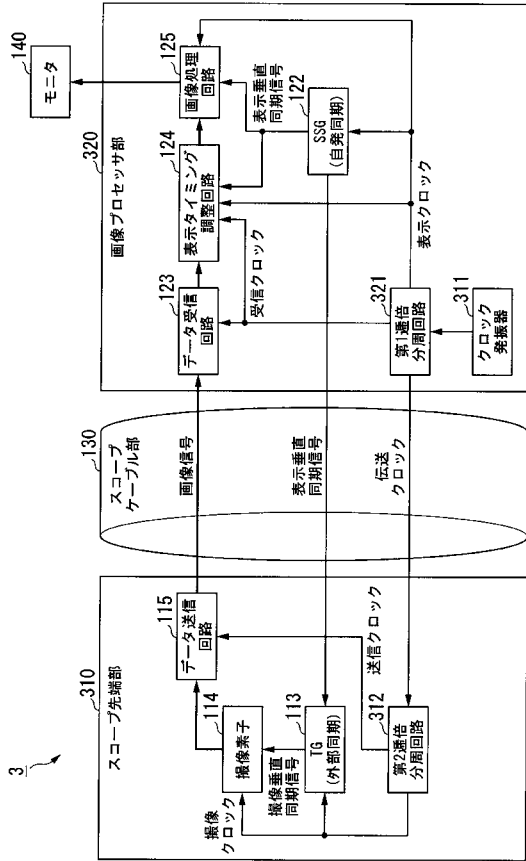 3
310
スコープ先端部
撮像
クロック
114
撮像素子
115
データ送信
回路
撮像垂直
同期信号
113
TG
(外部同期)
送信クロック
312
第2逓倍
分周回路
130
スコープ
ケーブル部
画像信号
表示垂直
同期信号
伝送
クロック
320
画像プロセッサ部
123
データ受信
回路
受信クロック
124
表示タイミング
調整回路
125
画像処理
回路
表示垂直
同期信号
122
SSG
(自発同期)
321
第1逓倍
分周回路
表示クロック
311
クロック
発振器
140
モニタ